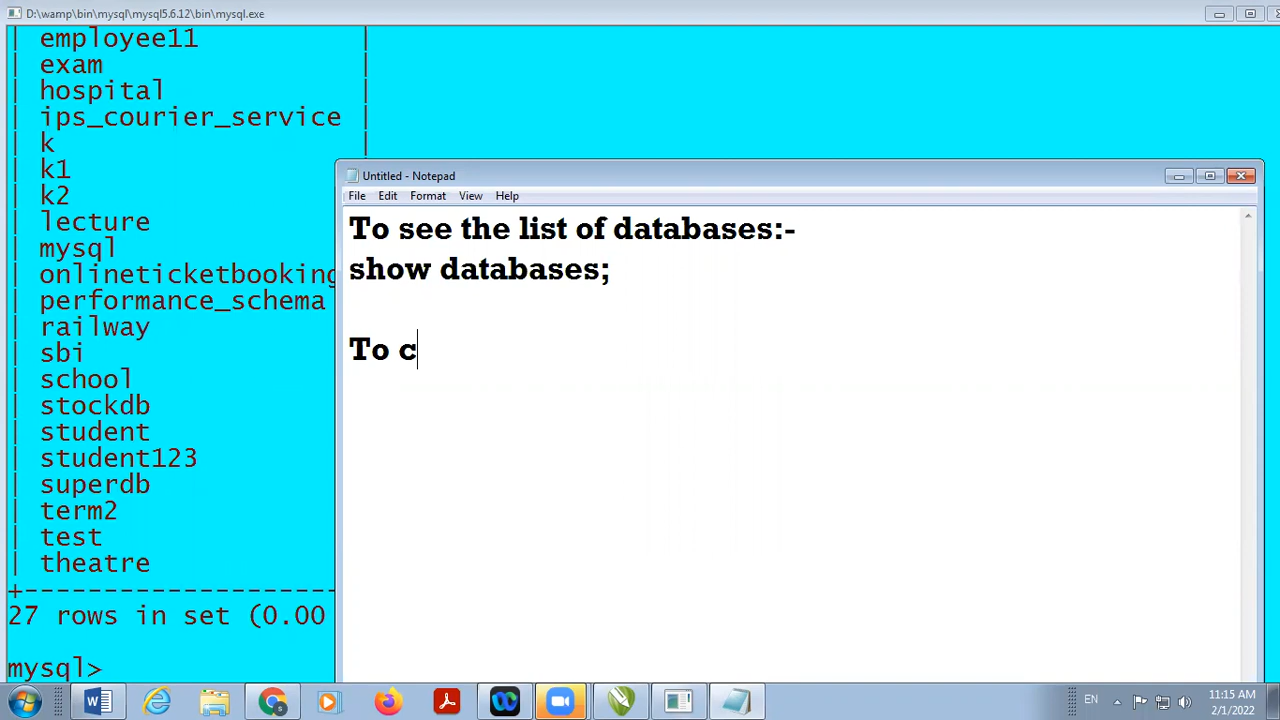 D:\wamp\bin\mysql\mysql5.6.12\bin\mysql.exe
| employee11 |
| exam |
| hospital |
| ips_courier_service |
| k |
| k1
| k2
| lecture
| mysql
| onlineticketbooking
| performance_schema
| railway
| sbi
| school
| stockdb
| student
| student123
| superdb
| term2
| test
| theatre
+---------------------
27 rows in set (0.00
mysql>
Untitled - Notepad
File Edit Format View Help
To see the list of databases:-
show databases;
To c
EN
11:15 AM
2/1/2022